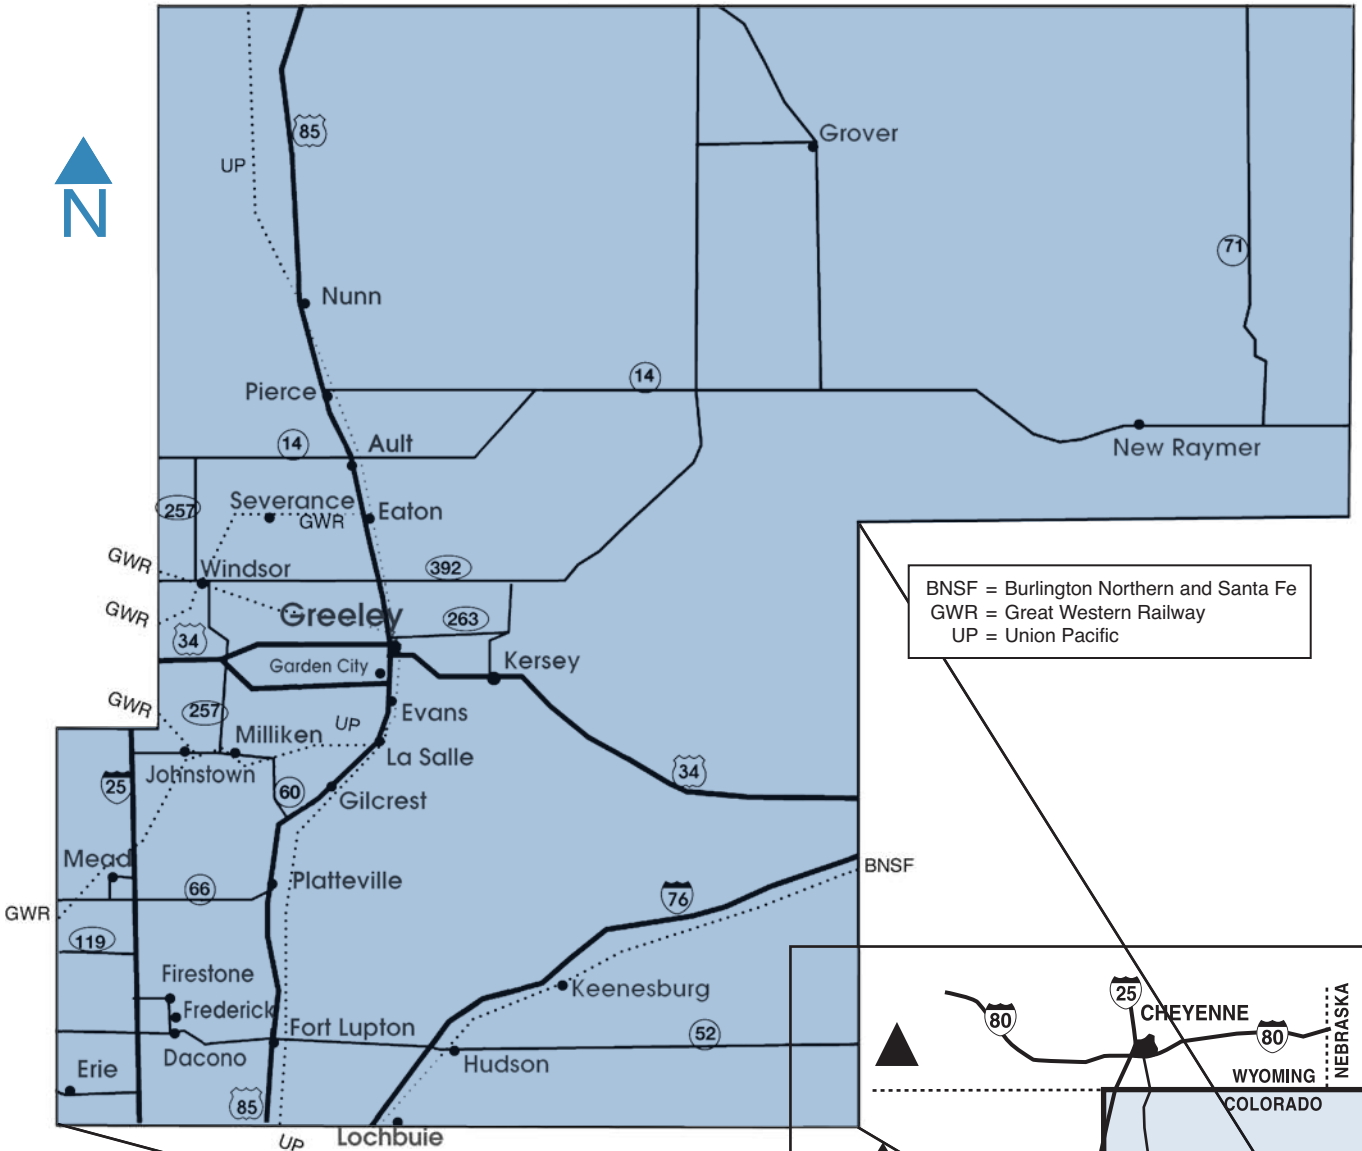 85
UP
Grover
N
71
Nunn
14
Pierce
14
Ault
New Raymer
Severance
257
GWR
Eaton
GWR
Windsor
392
BNSF = Burlington Northern and Santa Fe
GWR = Great Western Railway
UP = Union Pacific
GWR
Greeley
263
34
Garden City
Kersey
GWR
257
Evans
UP
Milliken
La Salle
Johnstown
34
25
60
Gilcrest
Mead
BNSF
Platteville
66
76
GWR
119
Firestone
Keenesburg
Frederick
Fort Lupton
52
Dacono
Hudson
Erie
85
UP
Lochbuie
25
CHEYENNE
80
80
NEBRASKA
WYOMING
COLORADO